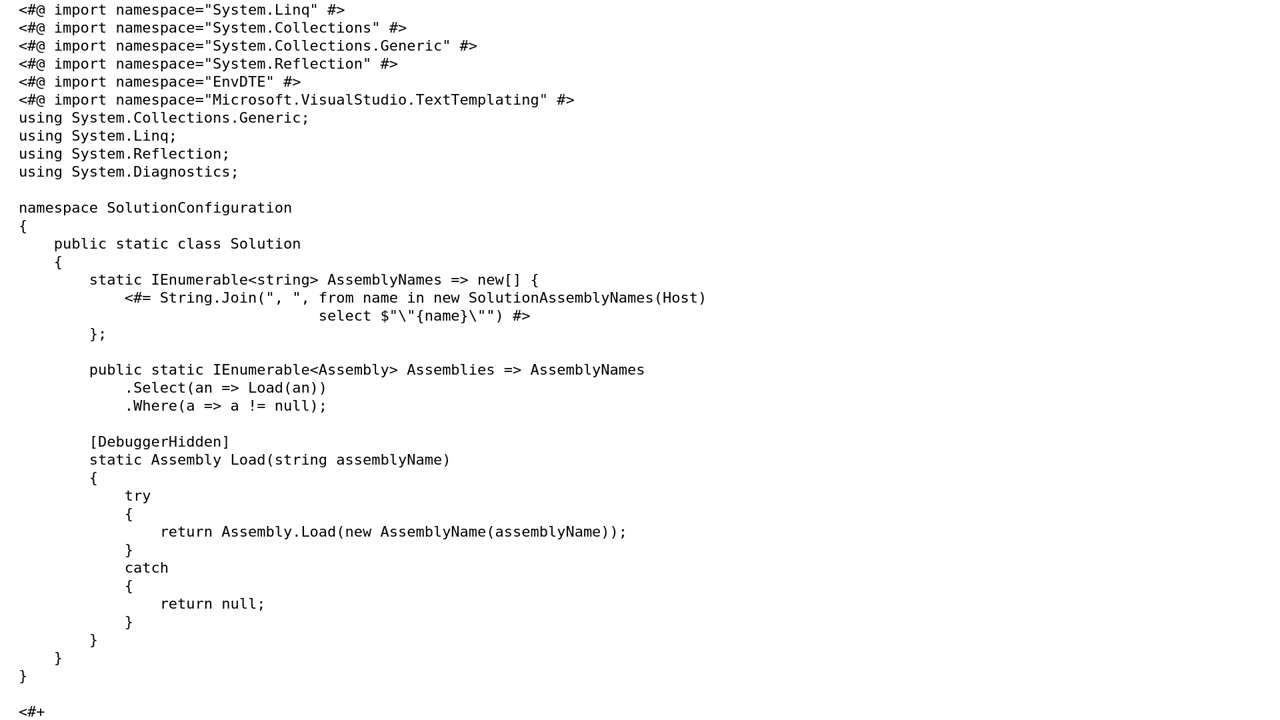 <#@ import namespace="System.Linq" #>
<#@ import namespace="System.Collections" #>
<#@ import namespace="System.Collections.Generic" #>
<#@ import namespace="System.Reflection" #>
<#@ import namespace="EnvDTE" #>
<#@ import namespace="Microsoft.VisualStudio.TextTemplating" #>
using System.Collections.Generic;
using System.Linq;
using System.Reflection;
using System.Diagnostics;

namespace SolutionConfiguration
{
    public static class Solution
    {
        static IEnumerable<string> AssemblyNames => new[] {
            <#= String.Join(", ", from name in new SolutionAssemblyNames(Host)
                                  select $"\"{name}\"") #>
        };

        public static IEnumerable<Assembly> Assemblies => AssemblyNames
            .Select(an => Load(an))
            .Where(a => a != null);

        [DebuggerHidden]
        static Assembly Load(string assemblyName)
        {
            try
            {
                return Assembly.Load(new AssemblyName(assemblyName));
            }
            catch
            {
                return null;
            }
        }
    }
}

<#+